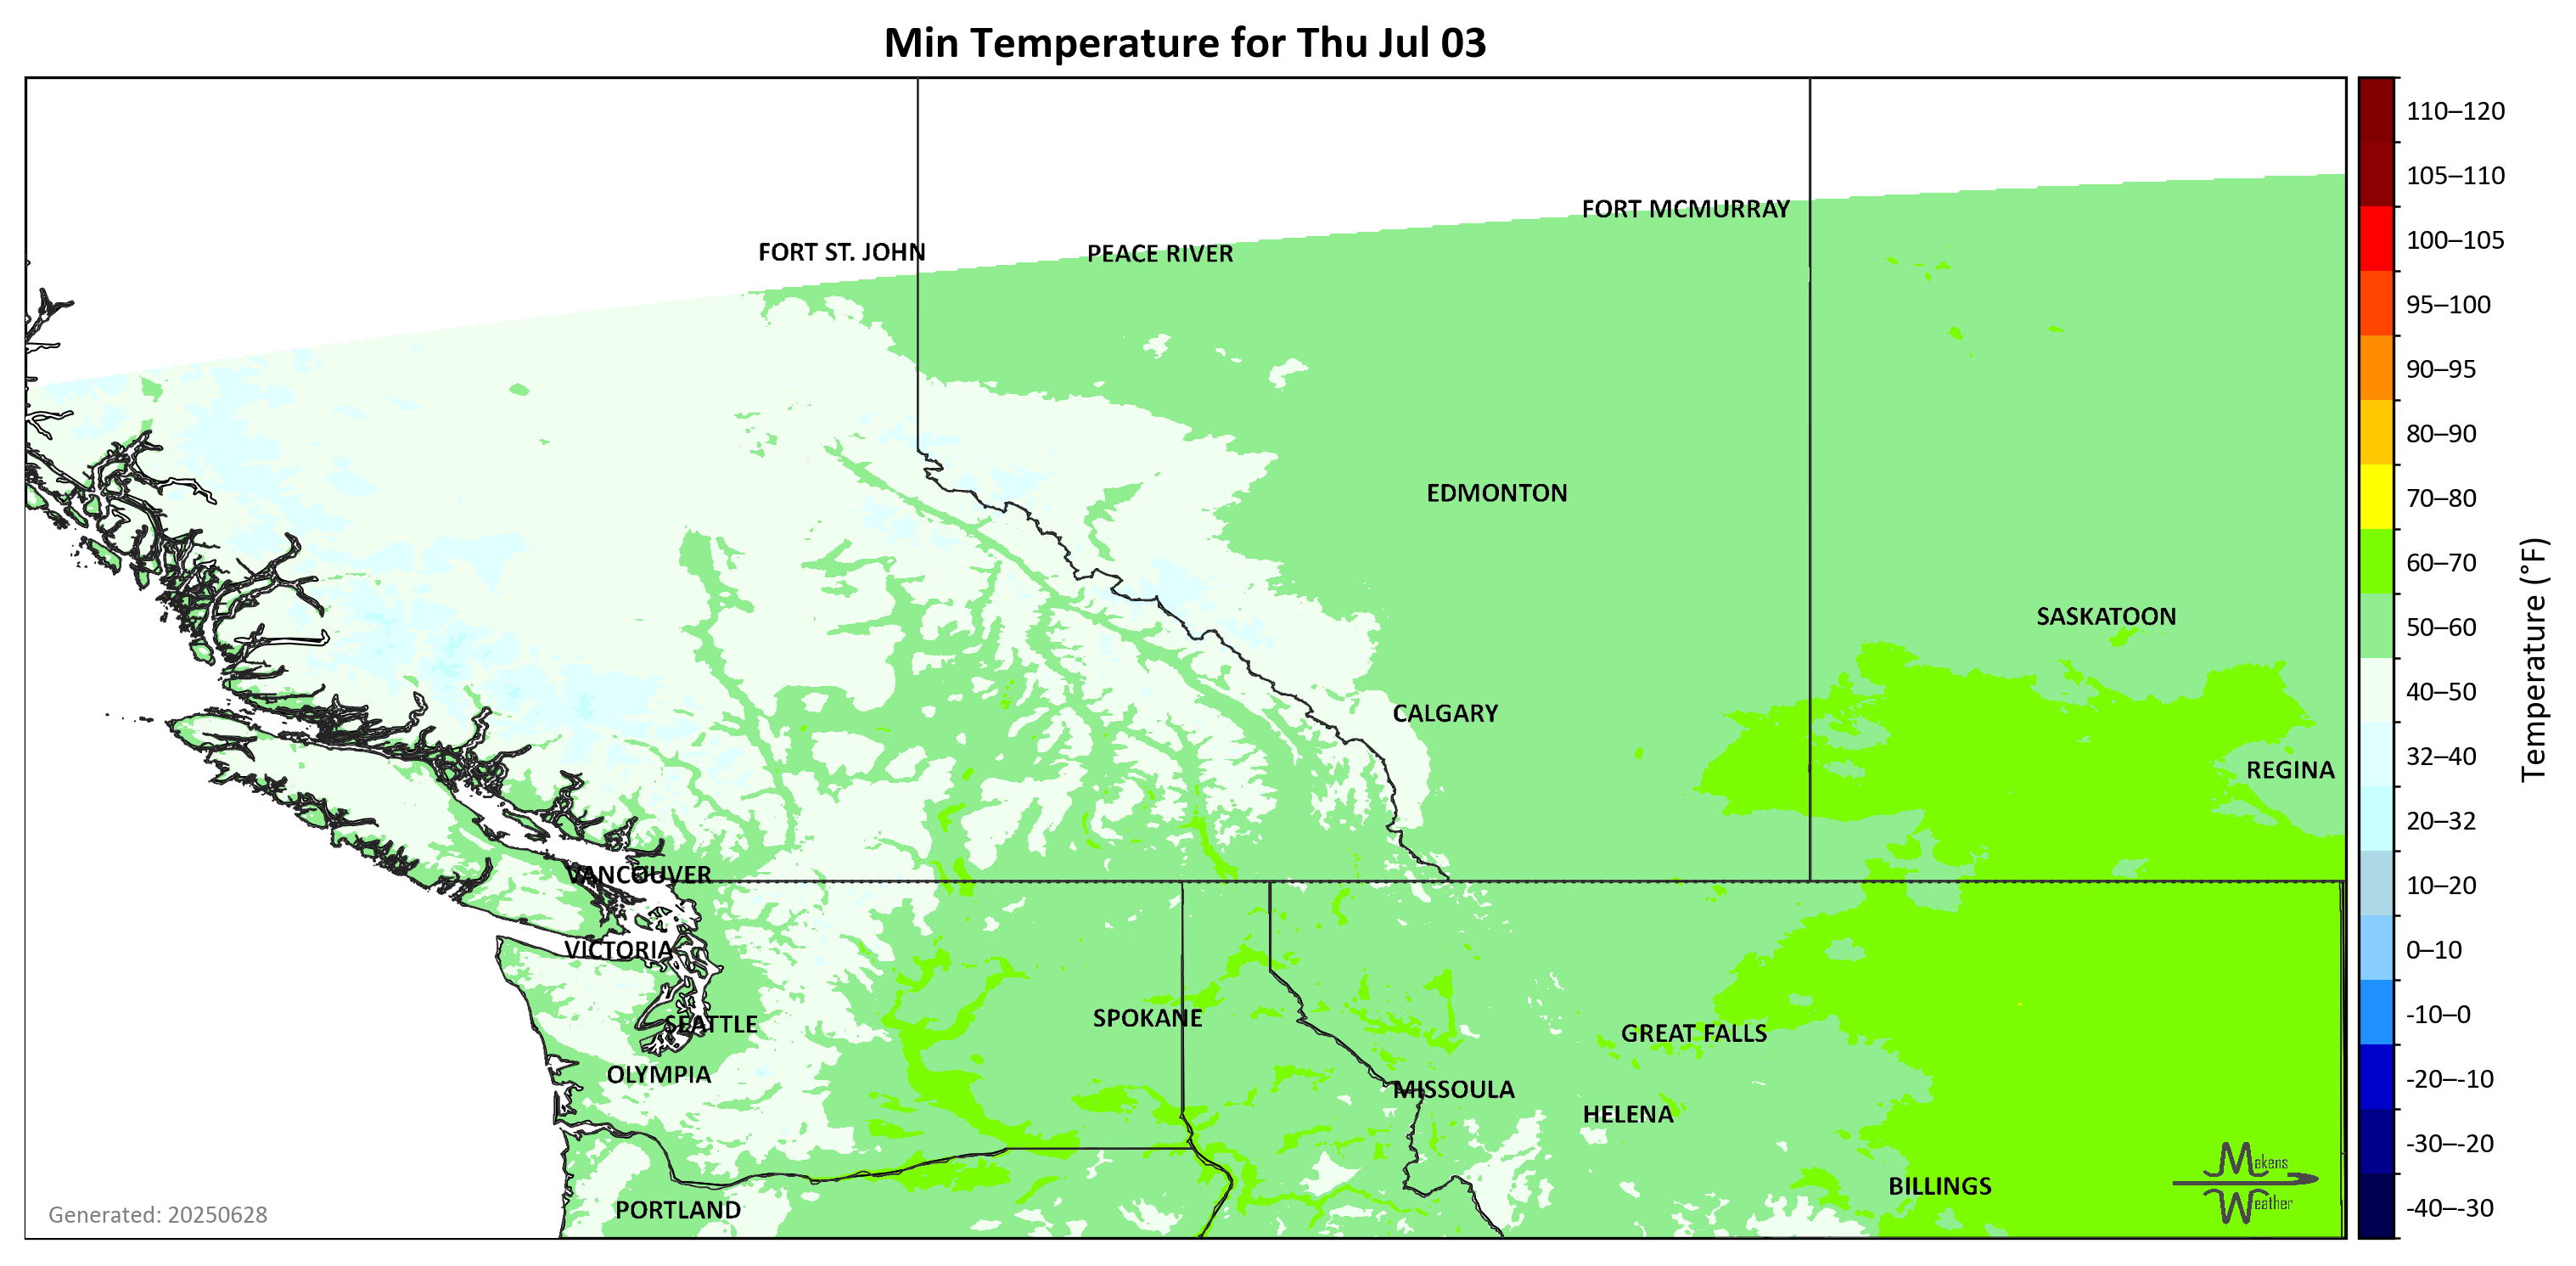 Min Temperature for Thu Jul 03
110–120
105–110
100–105
95–100
90–95
80–90
70–80
60–70
50–60
40–50
32–40
20–32
10–20
0–10
-10–0
-20–-10
-30–-20
-40–-30
Temperature (°F)
FORT MCMURRAY
FORT ST. JOHN
PEACE RIVER
EDMONTON
SASKATOON
CALGARY
REGINA
VANCOUVER
VICTORIA
SPOKANE
SEATTLE
GREAT FALLS
OLYMPIA
MISSOULA
HELENA
BILLINGS
PORTLAND
Makens
Weather
Generated: 20250628